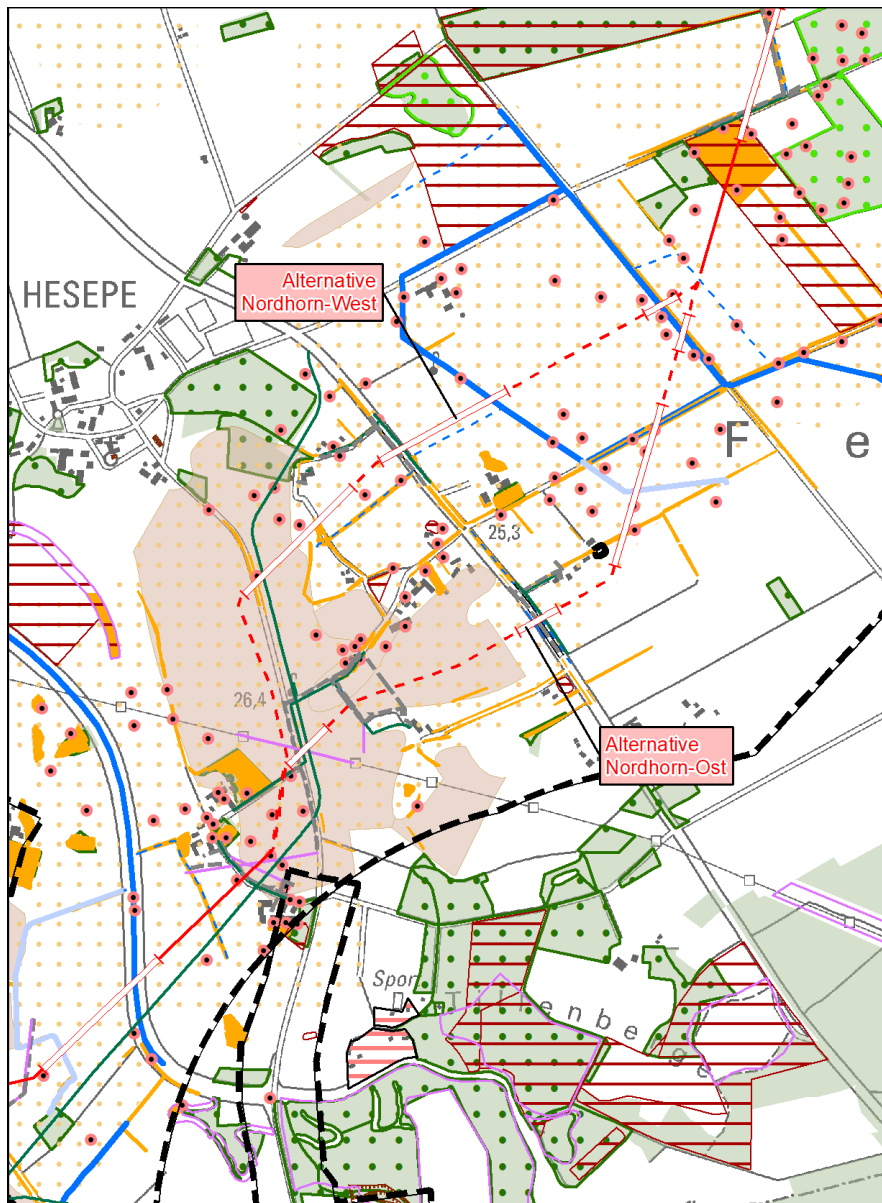 HESEPE
Alternative
Nordhorn-West
F e
25,3
26,4
Alternative
Nordhorn-Ost
Spor